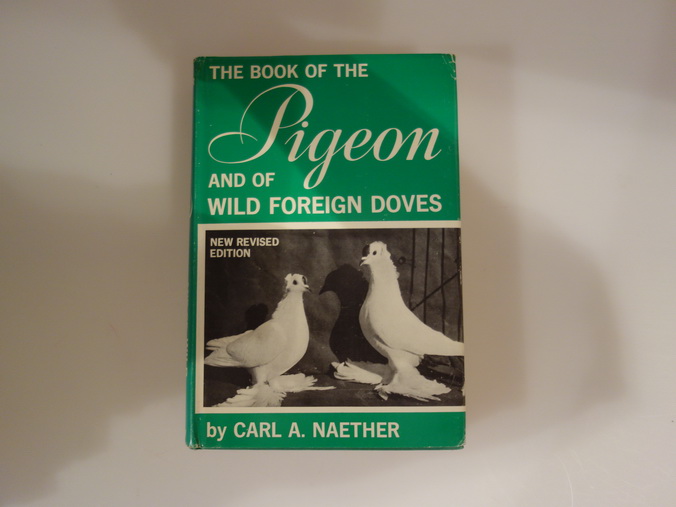 THE BOOK OF THE
Pigeon
AND OF
WILD FOREIGN DOVES
NEW REVISED
EDITION
by CARL A. NAETHER